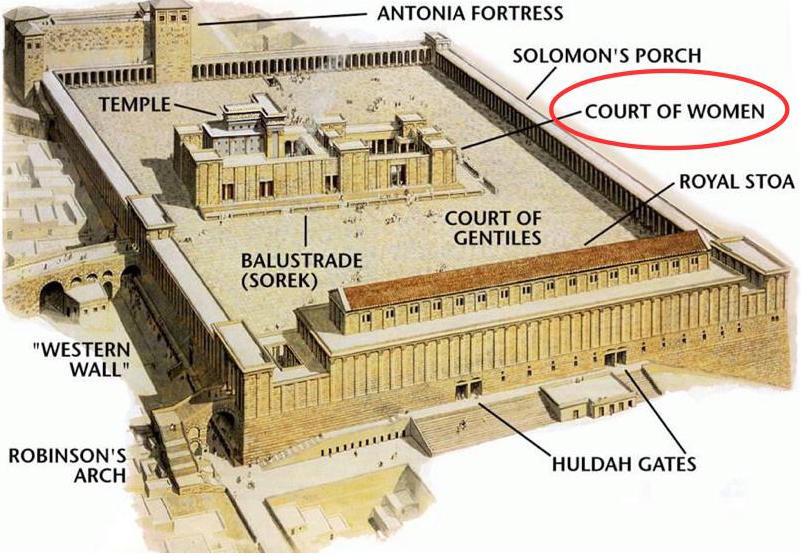 ANTONIA FORTRESS
SOLOMON'S PORCH
TEMPLE
COURT OF WOMEN
ROYAL STOA
COURT OF
GENTILES
BALUSTRADE
(SOREK)
"WESTERN
WALL"
ROBINSON'S
ARCH
HULDAH GATES